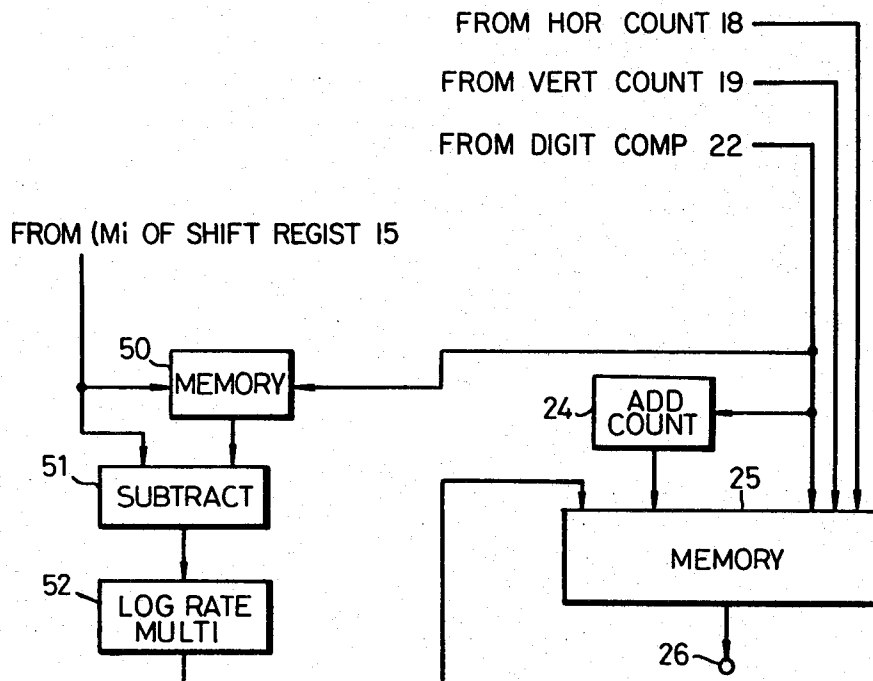 FROM HOR COUNT 18
FROM VERT COUNT 19
FROM DIGIT COMP 22
FROM (Mi OF SHIFT REGIST 15
50
MEMORY
24
ADD
COUNT
51
SUBTRACT
25
MEMORY
52
LOG RATE
MULTI
26